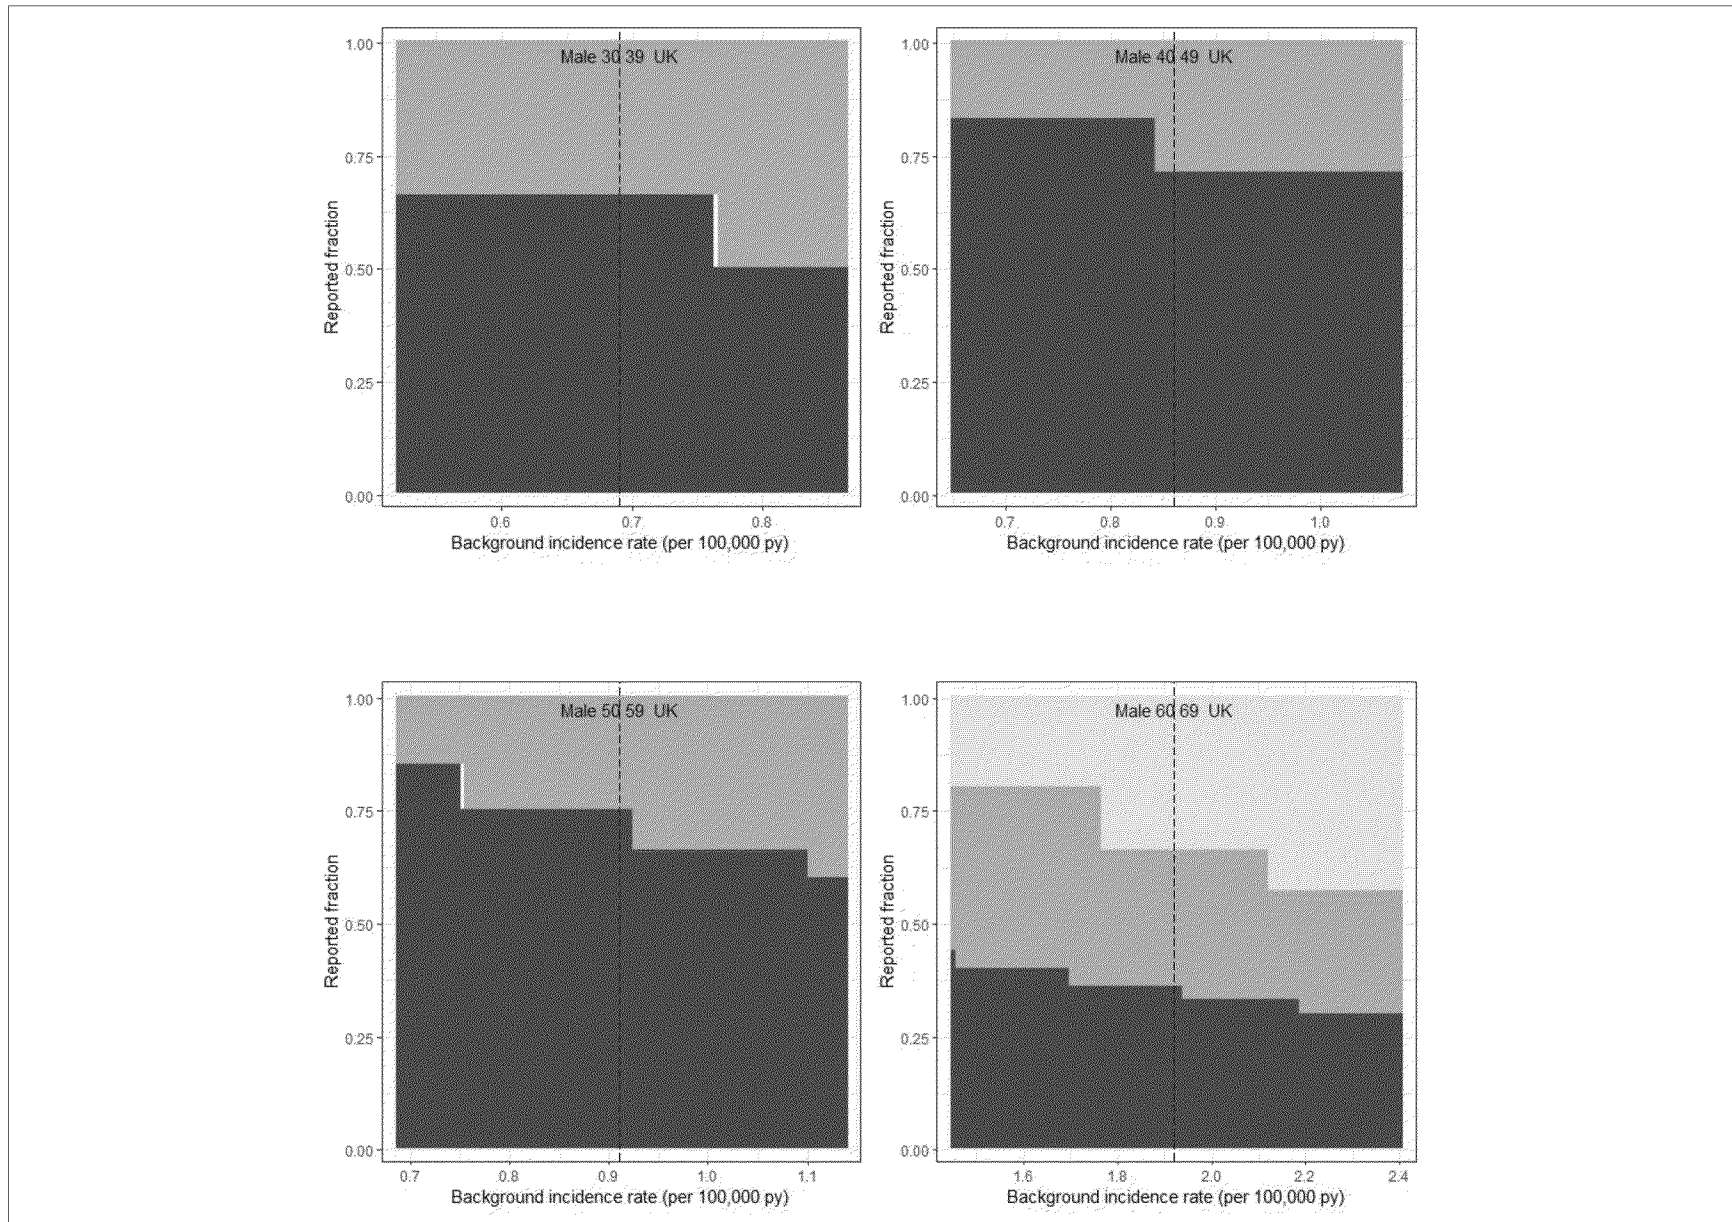 Male 30 39 UK
1.00
0.75
0.50
0.25
0.00
Reported fraction
0.6 0.7 0.8
Background incidence rate (per 100,000 py)
Male 40 49 UK
1.00
0.75
0.50
0.25
0.00
Reported fraction
0.7 0.8 0.9 1.0
Background incidence rate (per 100,000 py)
Male 50 59 UK
1.00
0.75
0.50
0.25
0.00
Reported fraction
0.7 0.8 0.9 1.0 1.1
Background incidence rate (per 100,000 py)
Male 60 69 UK
1.00
0.75
0.50
0.25
0.00
Reported fraction
1.6 1.8 2.0 2.2 2.4
Background incidence rate (per 100,000 py)